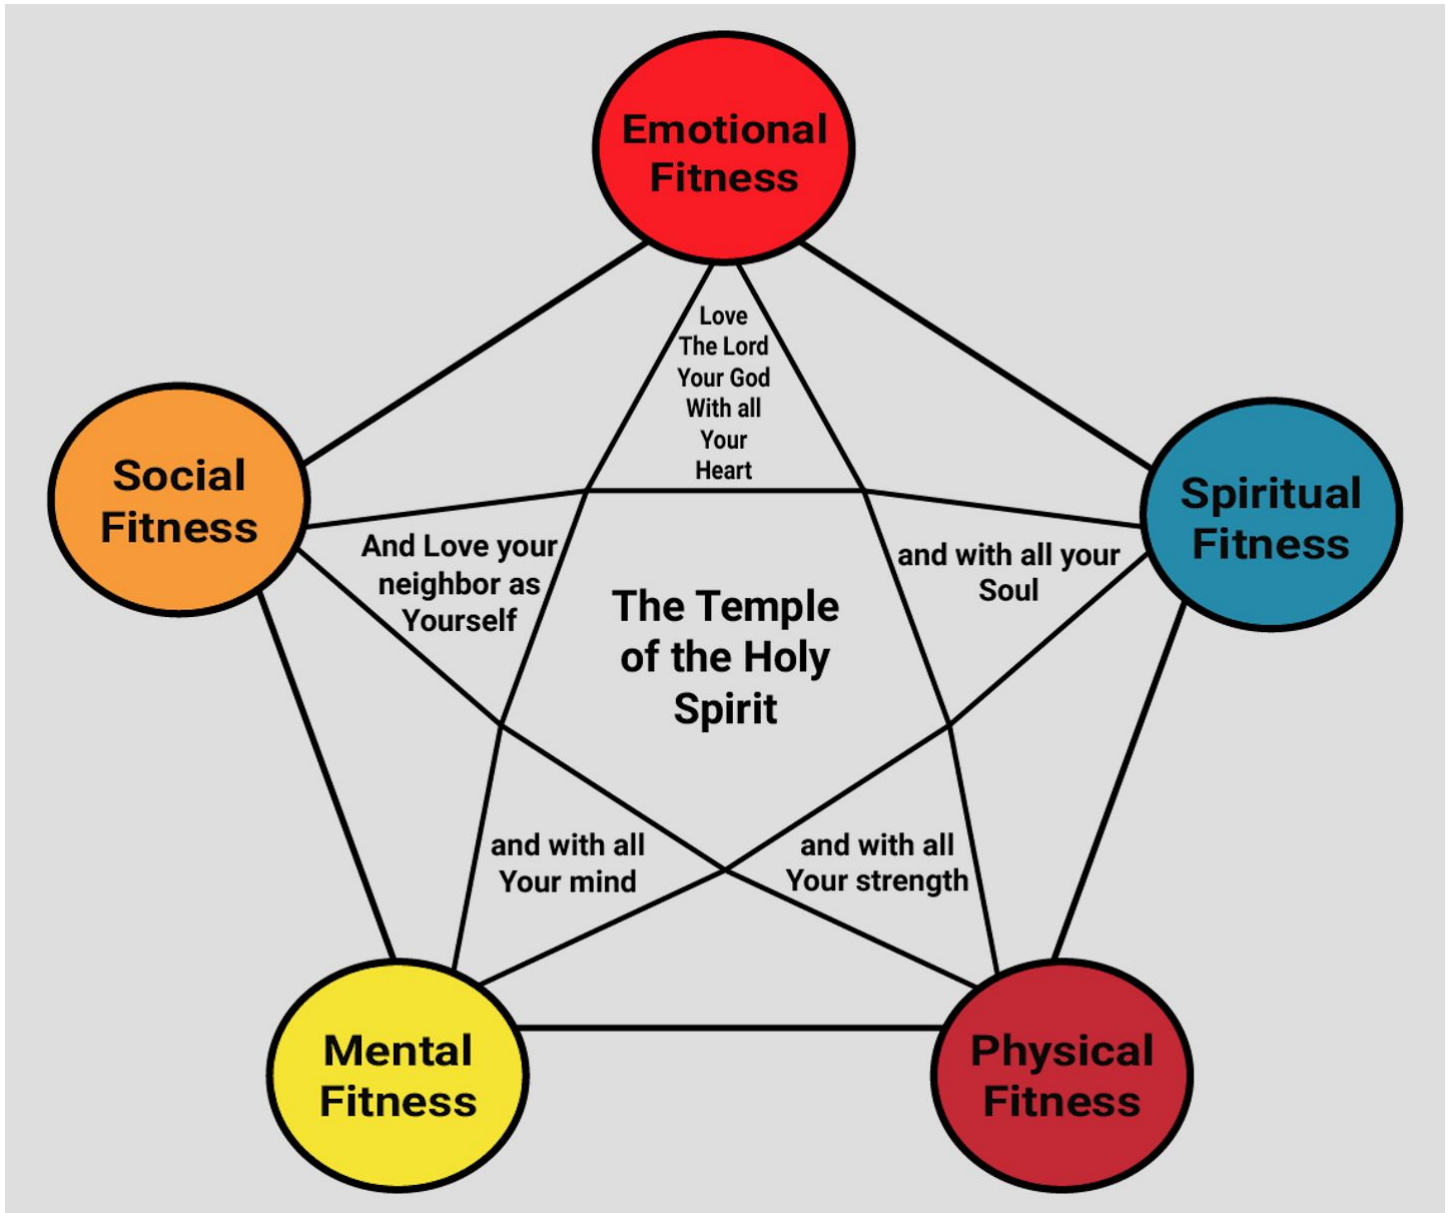 Emotional
Fitness
Love
The Lord
Your God
With all
Your
Heart
Social
Fitness
Spiritual
Fitness
And Love your
neighbor as
Yourself
and with all your
Soul
The Temple
of the Holy
Spirit
and with all
Your mind
and with all
Your strength
Mental
Fitness
Physical
Fitness